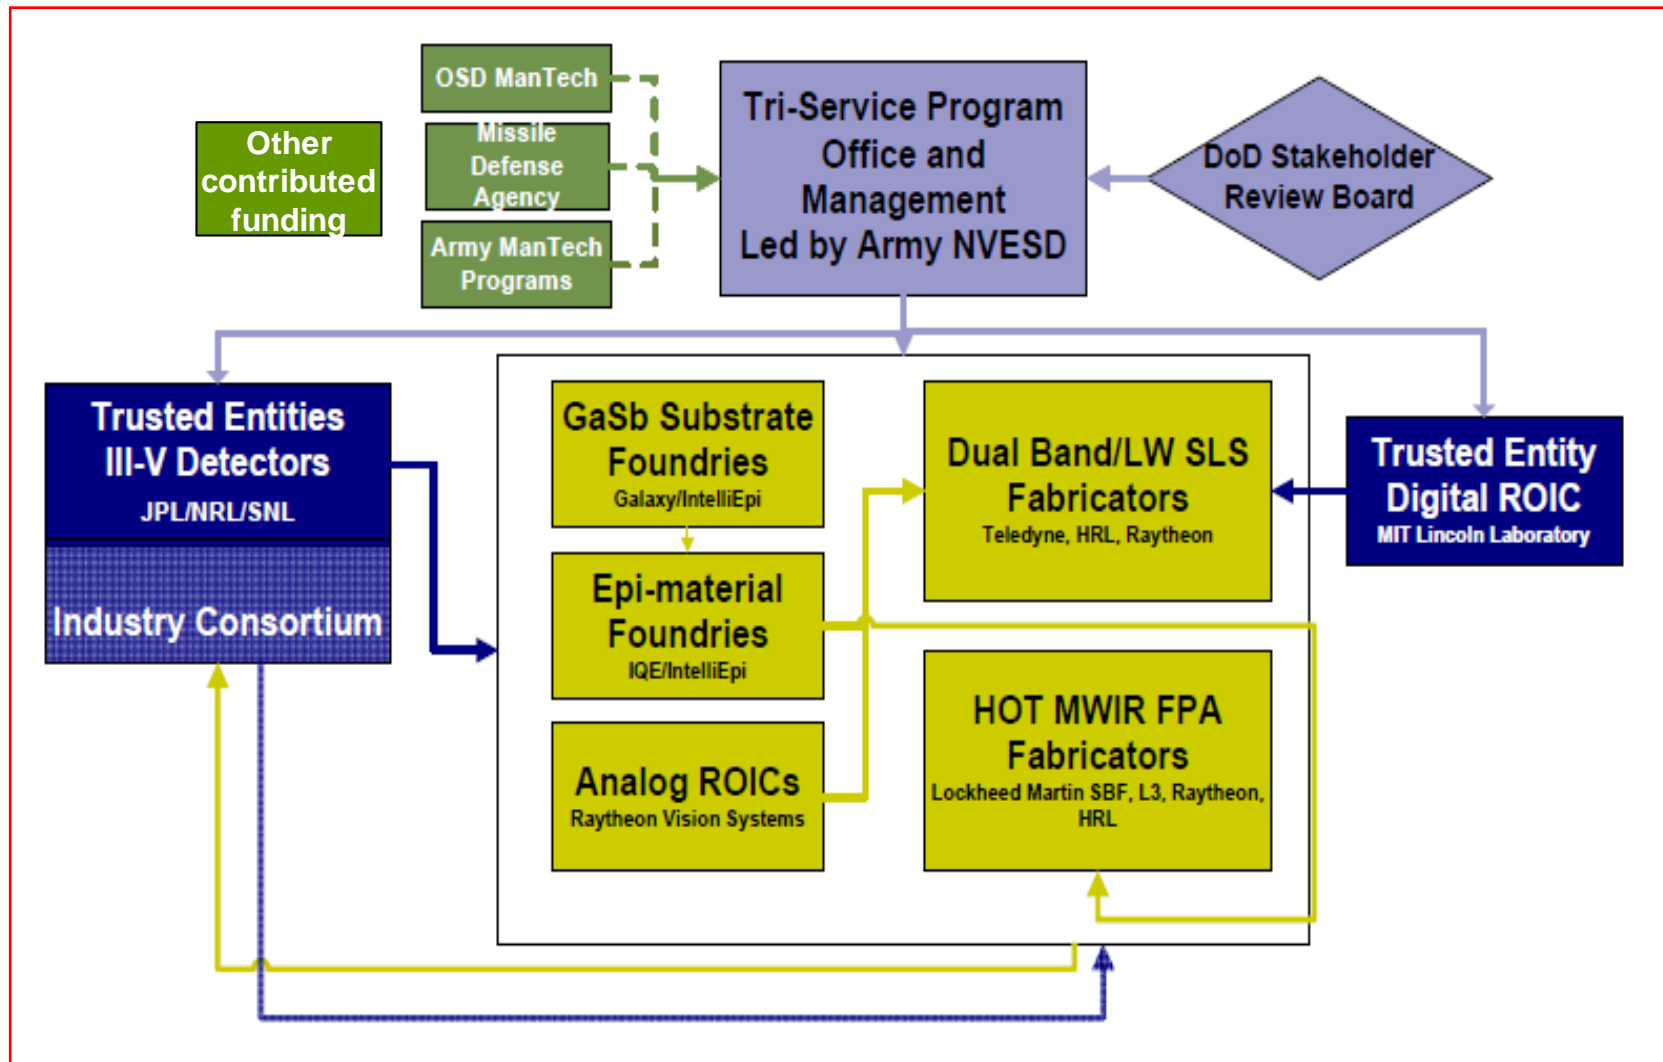 Other
contributed
funding
OSD ManTech
Missile
Defense
Agency
Army ManTech
Programs
Tri-Service Program
Office and
Management
Led by Army NVESD
DoD Stakeholder
Review Board
Trusted Entities
III-V Detectors
JPL/NRL/SNL
Industry Consortium
GaSb Substrate
Foundries
Galaxy/IntelliEpi
Epi-material
Foundries
IQE/IntelliEpi
Analog ROICs
Raytheon Vision Systems
Dual Band/LW SLS
Fabricators
Teledyne, HRL, Raytheon
HOT MWIR FPA
Fabricators
Lockheed Martin SBF, L3, Raytheon,
HRL
Trusted Entity
Digital ROIC
MIT Lincoln Laboratory